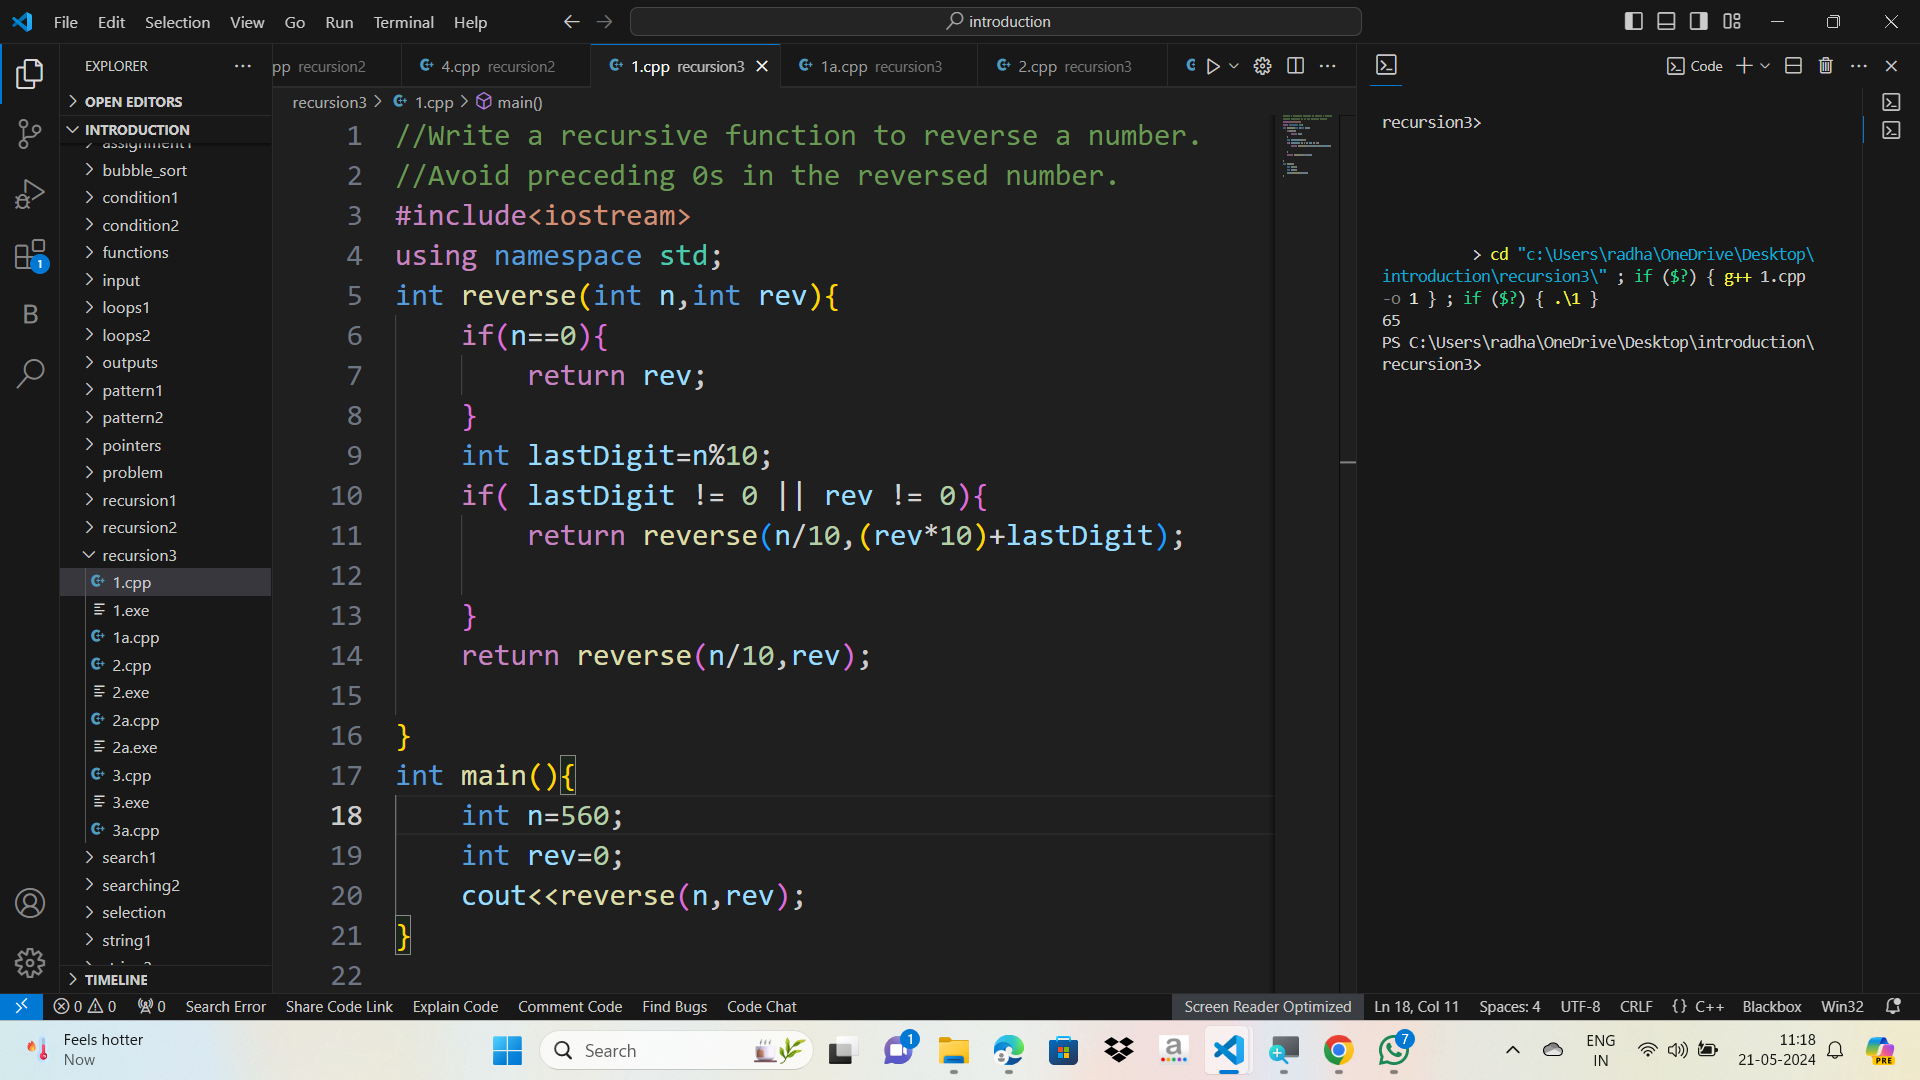 File Edit Selection View Go Run Terminal Help
introduction
EXPLORER
OPEN EDITORS
INTRODUCTION
assignment1
bubble_sort
condition1
condition2
functions
input
loops1
loops2
outputs
pattern1
pattern2
pointers
problem
recursion1
recursion2
recursion3
1.cpp
1.exe
1a.cpp
2.cpp
2.exe
2a.cpp
2a.exe
3.cpp
3.exe
3a.cpp
search1
searching2
selection
string1
TIMELINE
pp recursion2
4.cpp recursion2
1.cpp recursion3
1a.cpp recursion3
2.cpp recursion3
recursion3 > 1.cpp > main()
1 //Write a recursive function to reverse a number.
2 //Avoid preceding 0s in the reversed number.
3 #include<iostream>
4 using namespace std;
5 int reverse(int n,int rev){
6 if(n==0){
7 return rev;
8 }
9 int lastDigit=n%10;
10 if( lastDigit != 0 || rev != 0){
11 return reverse(n/10,(rev*10)+lastDigit);
12
13 }
14 return reverse(n/10,rev);
15
16 }
17 int main(){
18 int n=560;
19 int rev=0;
20 cout<<reverse(n,rev);
21 }
22
Code
recursion3>
> cd "c:\Users\radha\OneDrive\Desktop\
introduction\recursion3\" ; if ($?) { g++ 1.cpp
-o 1 } ; if ($?) { .\1 }
65
PS C:\Users\radha\OneDrive\Desktop\introduction\
recursion3>
0 0 0 Search Error Share Code Link Explain Code Comment Code Find Bugs Code Chat
Screen Reader Optimized Ln 18, Col 11 Spaces: 4 UTF-8 CRLF {} C++ Blackbox Win32
Feels hotter
Now
Search
1
a
7
PRE
ENG
IN
11:18
21-05-2024